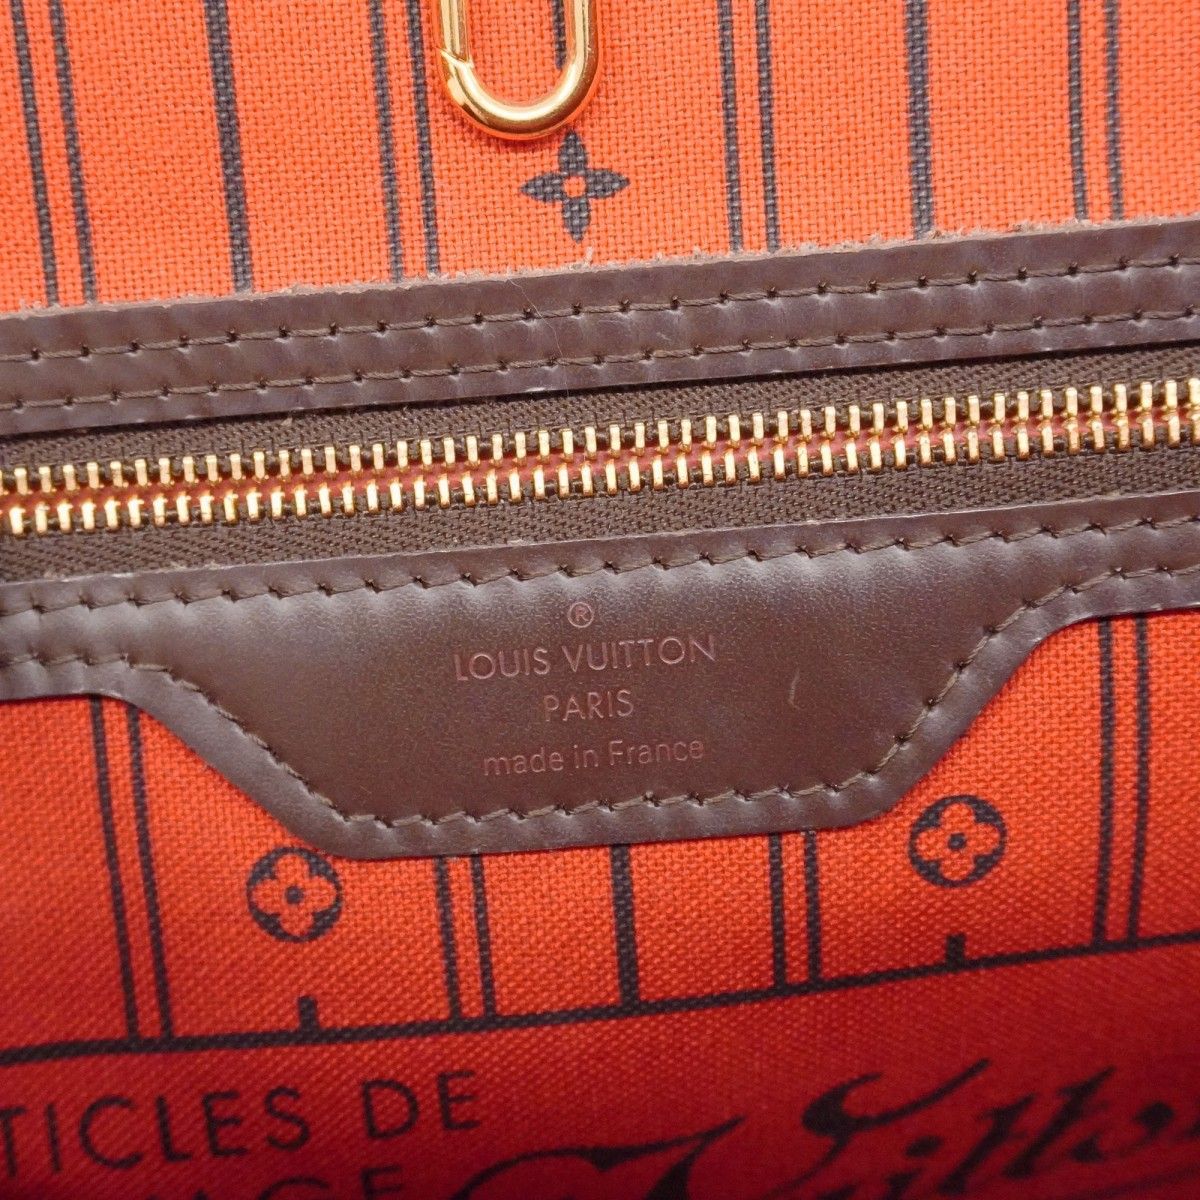 ®
LOUIS VUITTON
PARIS
made in France
TICLES DE